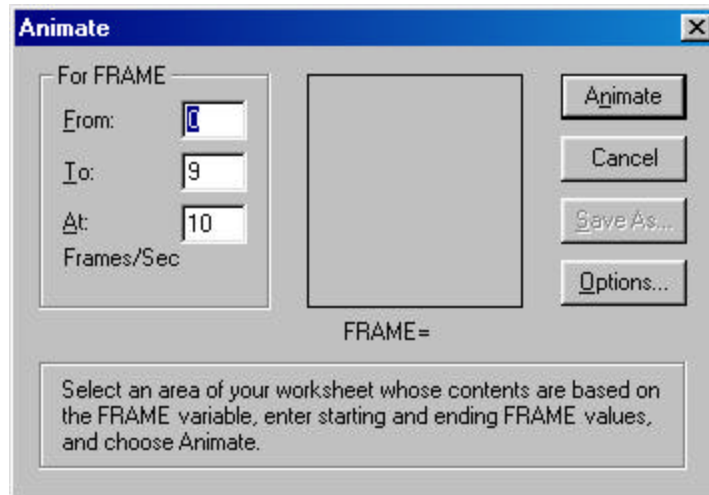 Animate
For FRAME
From: 0
To: 9
At: 10
Frames/Sec
Animate
Cancel
Save As...
Options...
FRAME=
Select an area of your worksheet whose contents are based on
the FRAME variable, enter starting and ending FRAME values,
and choose Animate.